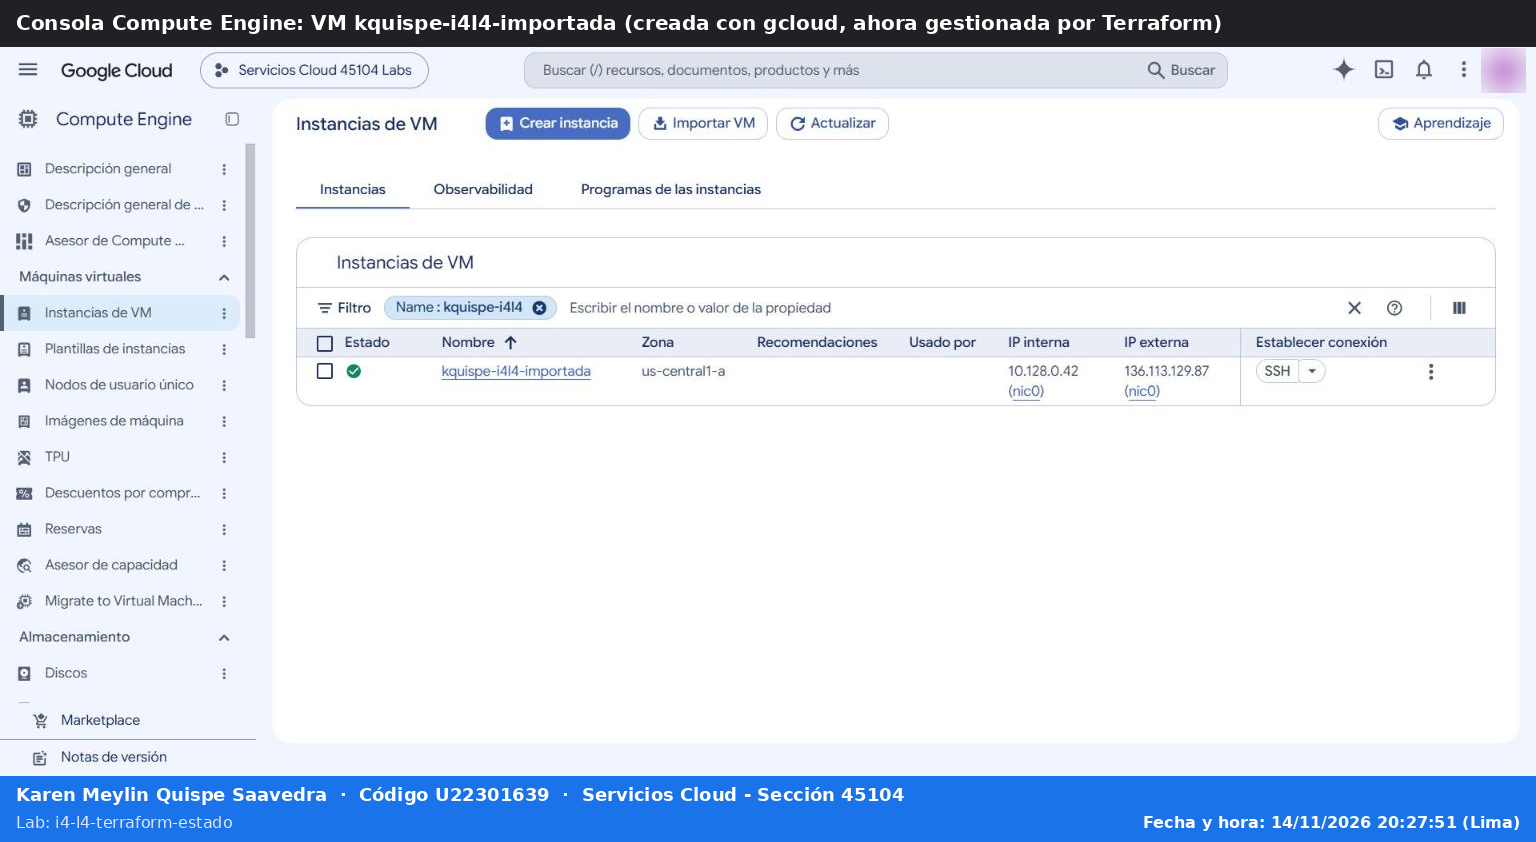 Consola Compute Engine: VM kquispe-i4l4-importada (creada con gcloud, ahora gestionada por Terraform)
Google Cloud
Servicios Cloud 45104 Labs
Buscar (/) recursos, documentos, productos y más
Buscar
Compute Engine
Descripción general
Descripción general de ...
Asesor de Compute ...
Máquinas virtuales
Instancias de VM
Plantillas de instancias
Nodos de usuario único
Imágenes de máquina
TPU
Descuentos por compr...
Reservas
Asesor de capacidad
Migrate to Virtual Mach...
Almacenamiento
Discos
Marketplace
Notas de versión
Instancias de VM
Crear instancia
Importar VM
Actualizar
Aprendizaje
Instancias
Observabilidad
Programas de las instancias
Instancias de VM
Filtro
Name : kquispe-i4l4
Escribir el nombre o valor de la propiedad
Estado Nombre Zona Recomendaciones Usado por IP interna IP externa Establecer conexión
kquispe-i4l4-importada us-central1-a 10.128.0.42 136.113.129.87 SSH
(nic0) (nic0)
Karen Meylin Quispe Saavedra · Código U22301639 · Servicios Cloud - Sección 45104
Lab: i4-l4-terraform-estado
Fecha y hora: 14/11/2026 20:27:51 (Lima)